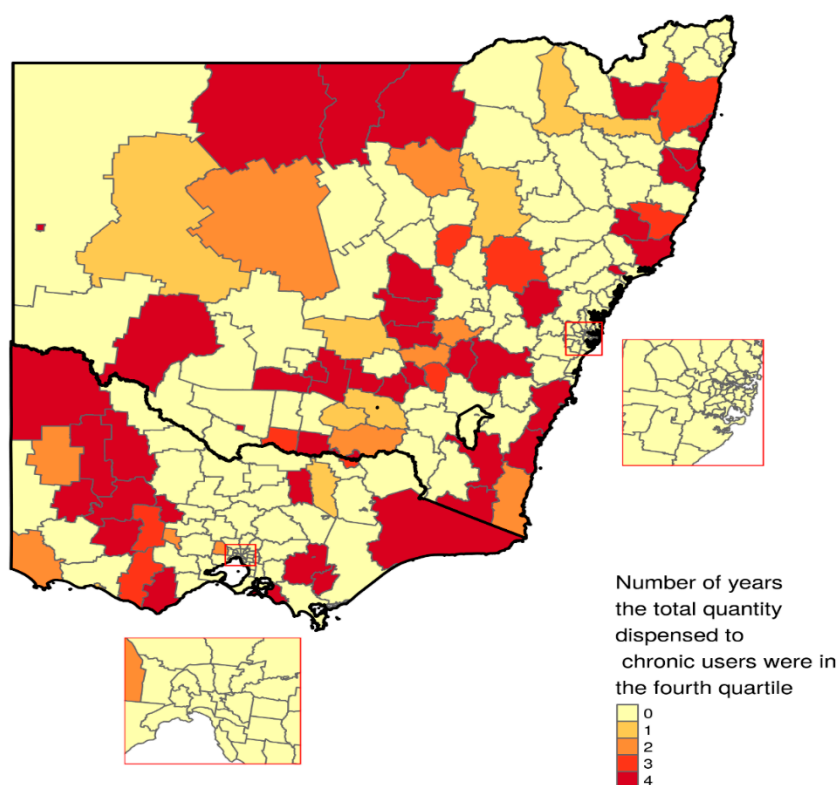 Number of years
the total quantity
dispensed to
chronic users were in
the fourth quartile
0
1
2
3
4